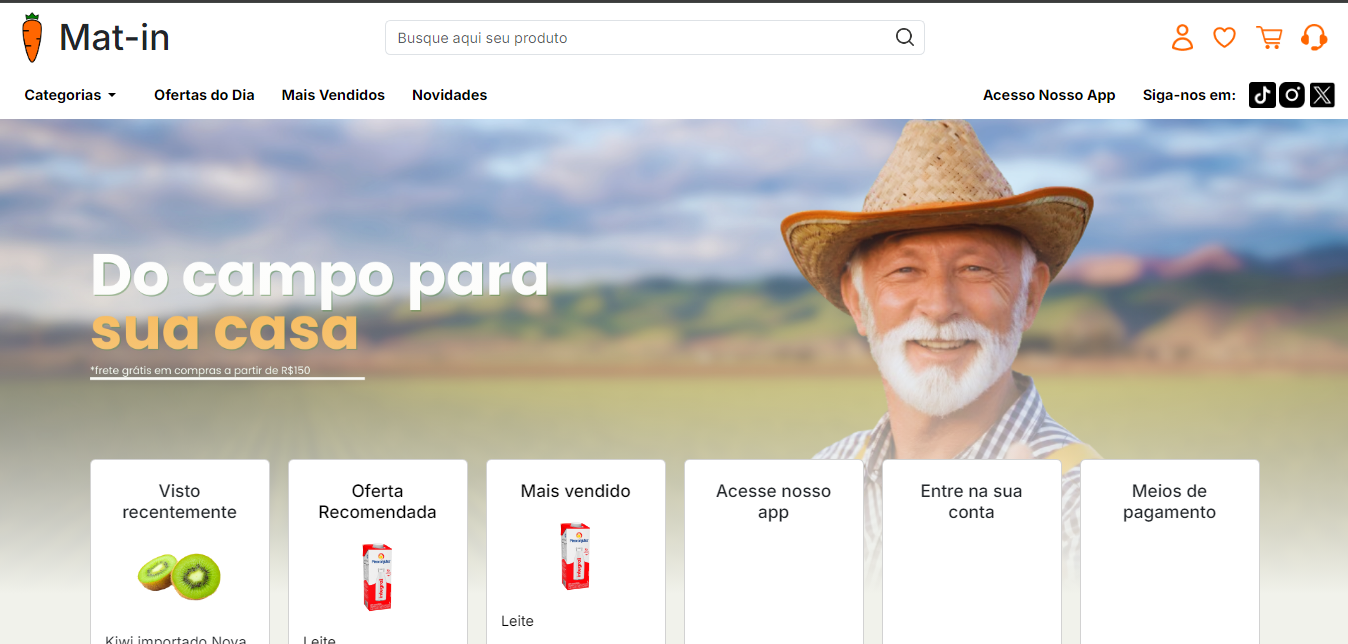 Mat-in
Busque aqui seu produto
Categorias
Ofertas do Dia
Mais Vendidos
Novidades
Acesso Nosso App
Siga-nos em:
Do campo para
sua casa
*frete grátis em compras a partir de R$150
Visto
recentemente
Kiwi importado Nova
Oferta
Recomendada
integral
Leite
Mais vendido
integral
Leite
Acesse nosso
app
Entre na sua
conta
Meios de
pagamento